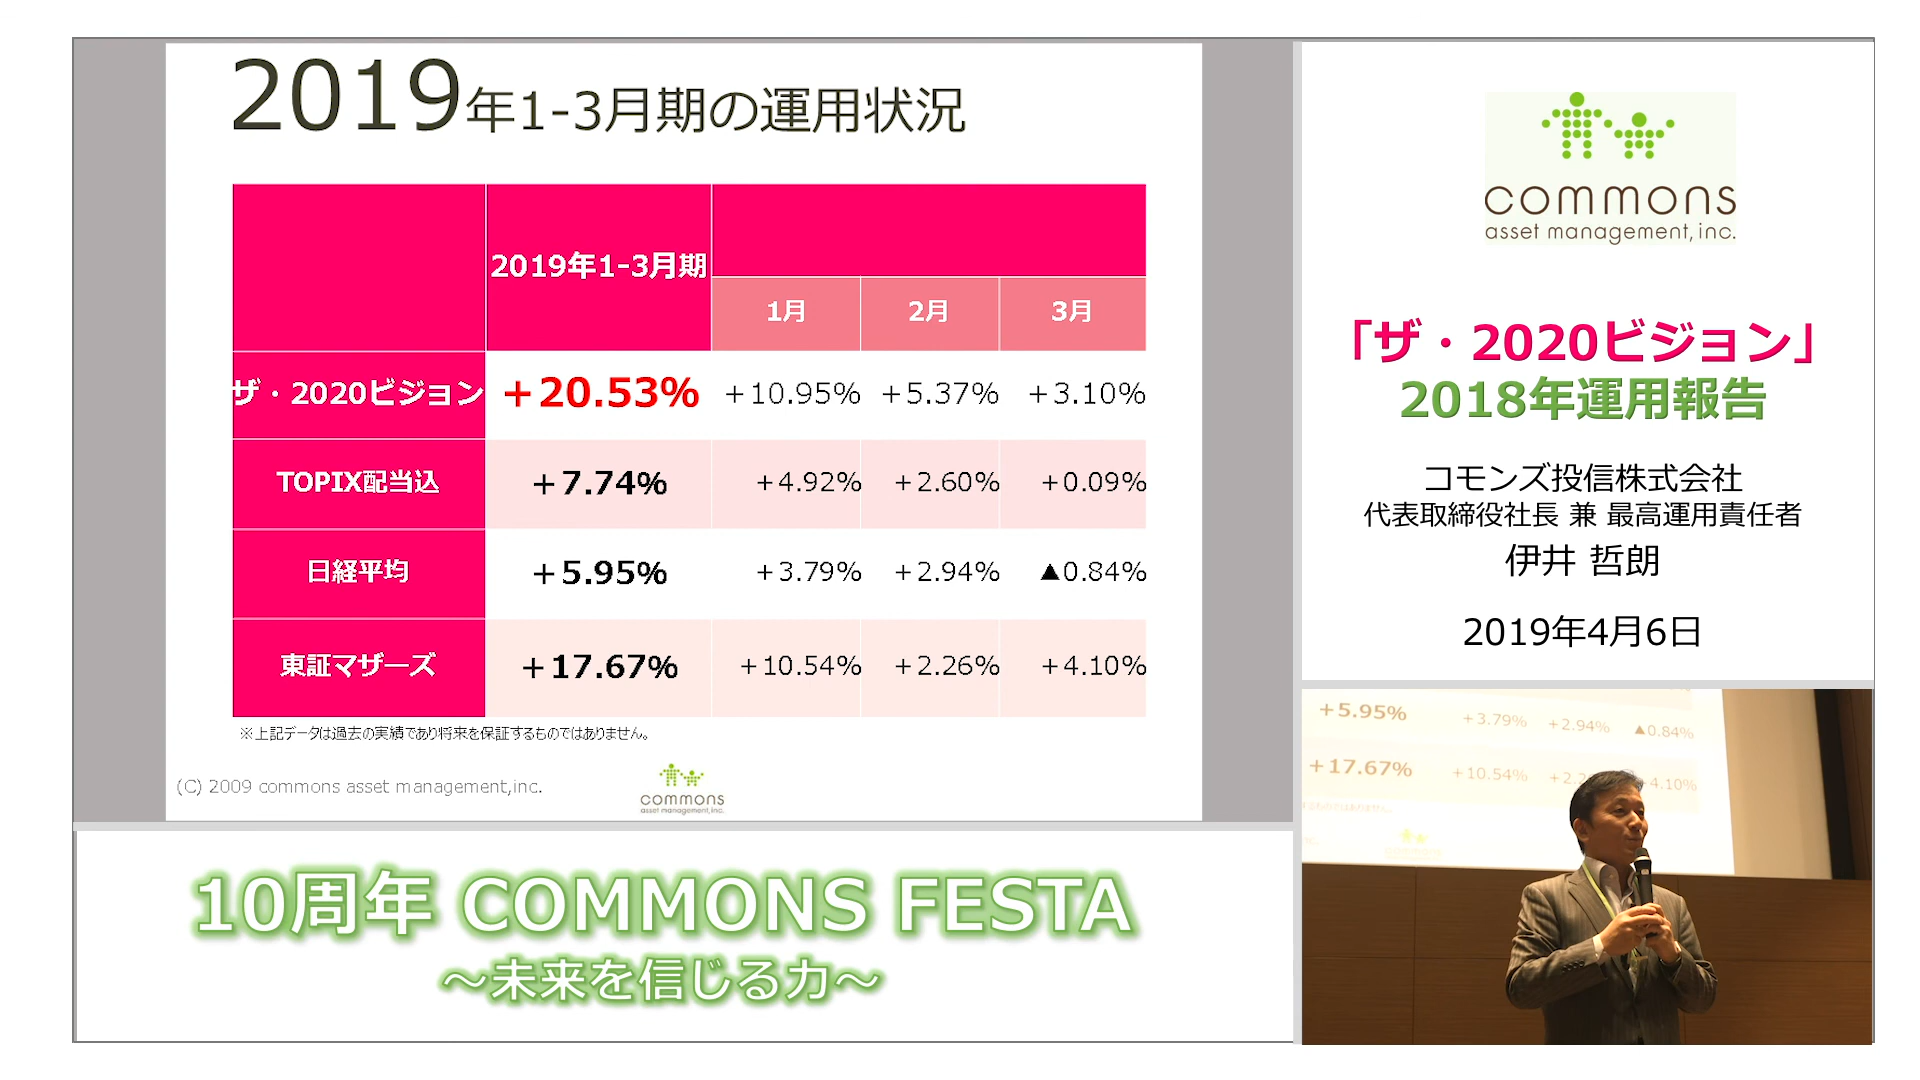 2019年1-3月期の運用状況
2019年1-3月期
1月 2月 3月
ザ・2020ビジョン +20.53% +10.95% +5.37% +3.10%
TOPIX配当込 +7.74% +4.92% +2.60% +0.09%
日経平均 +5.95% +3.79% +2.94% ▲0.84%
東証マザーズ +17.67% +10.54% +2.26% +4.10%
※上記データは過去の実績であり将来を保証するものではありません。
(C) 2009 commons asset management,inc.
commons
asset management,inc.
10周年 COMMONS FESTA
～未来を信じる力～
commons
asset management, inc.
「ザ・2020ビジョン」
2018年運用報告
コモンズ投信株式会社
代表取締役社長 兼 最高運用責任者
伊井 哲朗
2019年4月6日
+5.95% +3.79% +2.94% ▲0.84%
+17.67% +10.54% +2.2 +4.10%
commons